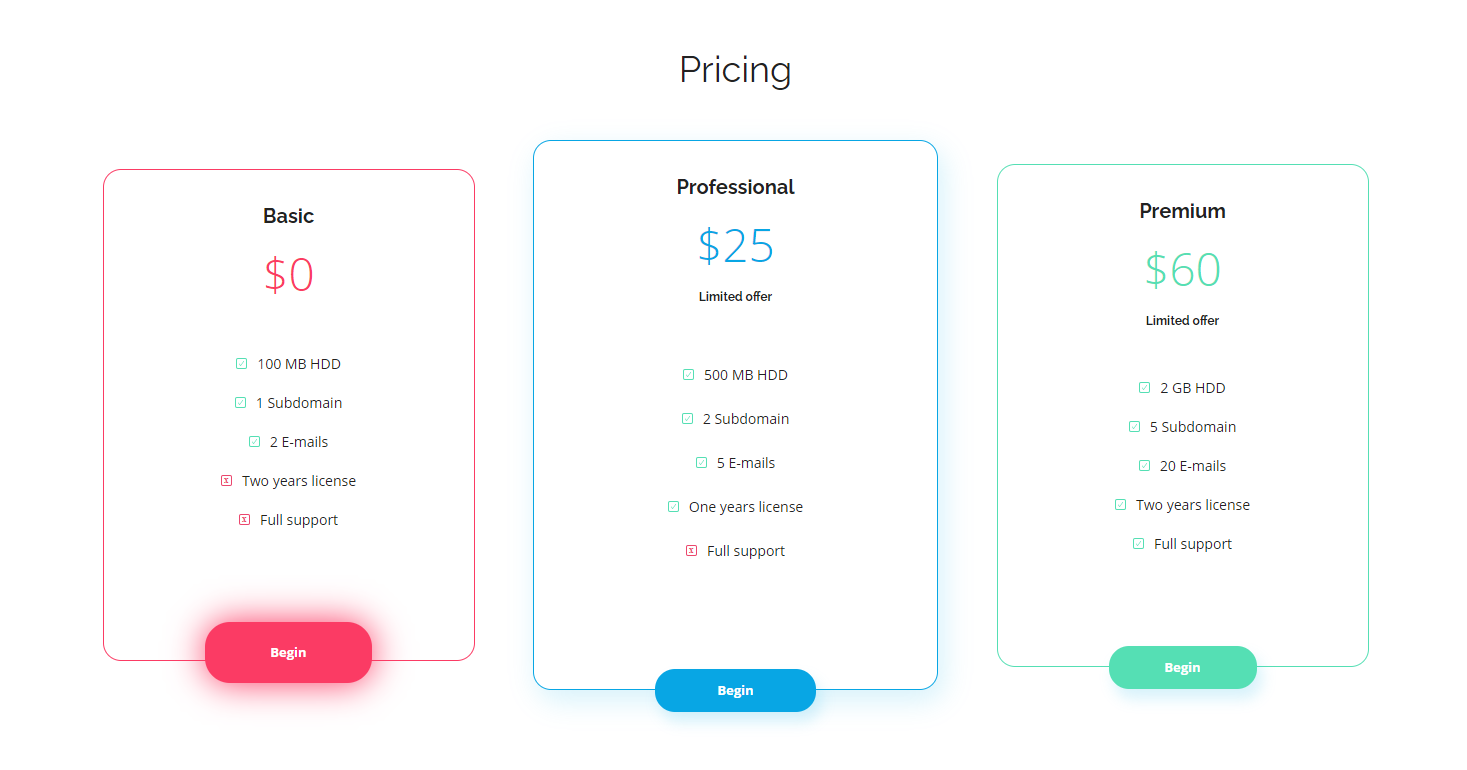 Pricing
Basic
$0
100 MB HDD
1 Subdomain
2 E-mails
Two years license
Full support
Begin
Professional
$25
Limited offer
500 MB HDD
2 Subdomain
5 E-mails
One years license
Full support
Begin
Premium
$60
Limited offer
2 GB HDD
5 Subdomain
20 E-mails
Two years license
Full support
Begin